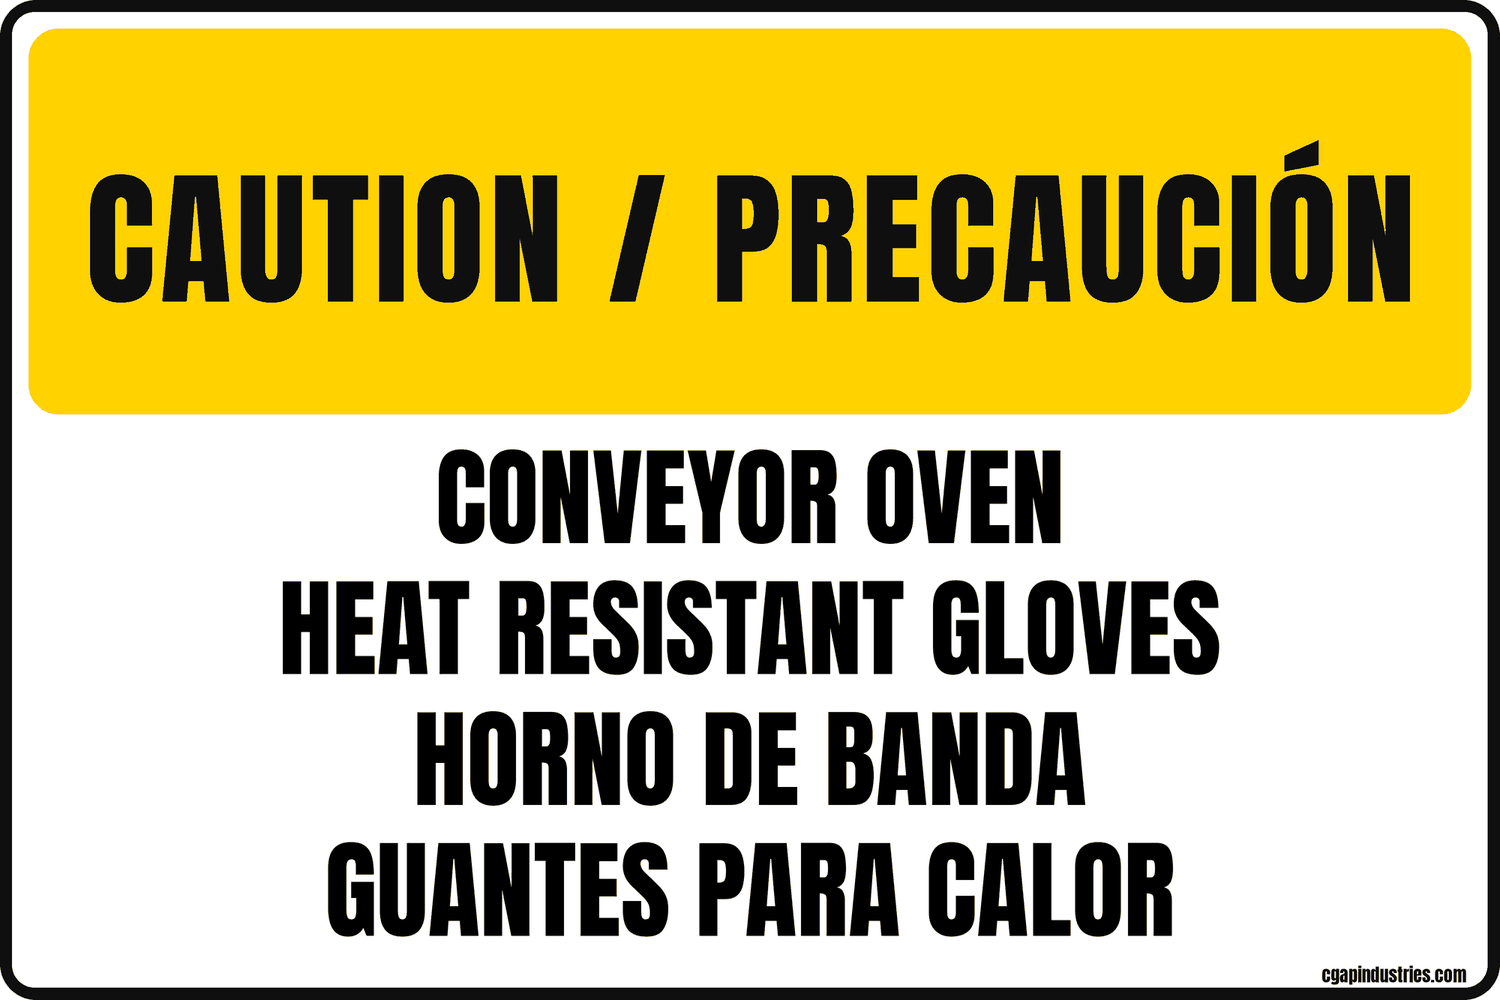 CAUTION / PRECAUCIÓN
CONVEYOR OVEN
HEAT RESISTANT GLOVES
HORNO DE BANDA
GUANTES PARA CALOR
cgapindustries.com